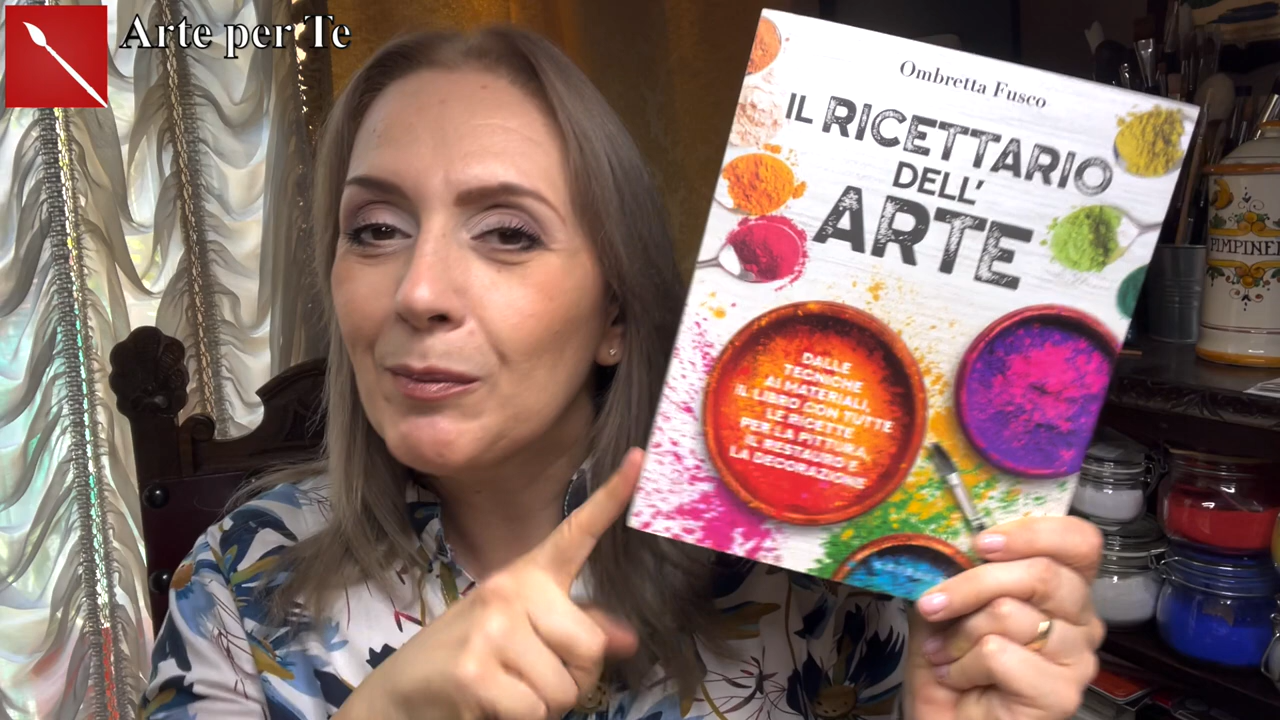 Arte per Te
Ombretta Fusco
IL RICETTARIO
DELL'
ARTE
DALLE
TECNICHE
AI MATERIALI,
IL LIBRO CON TUTTE
LE RICETTE
PER LA PITTURA,
IL RESTAURO E
LA DECORAZIONE